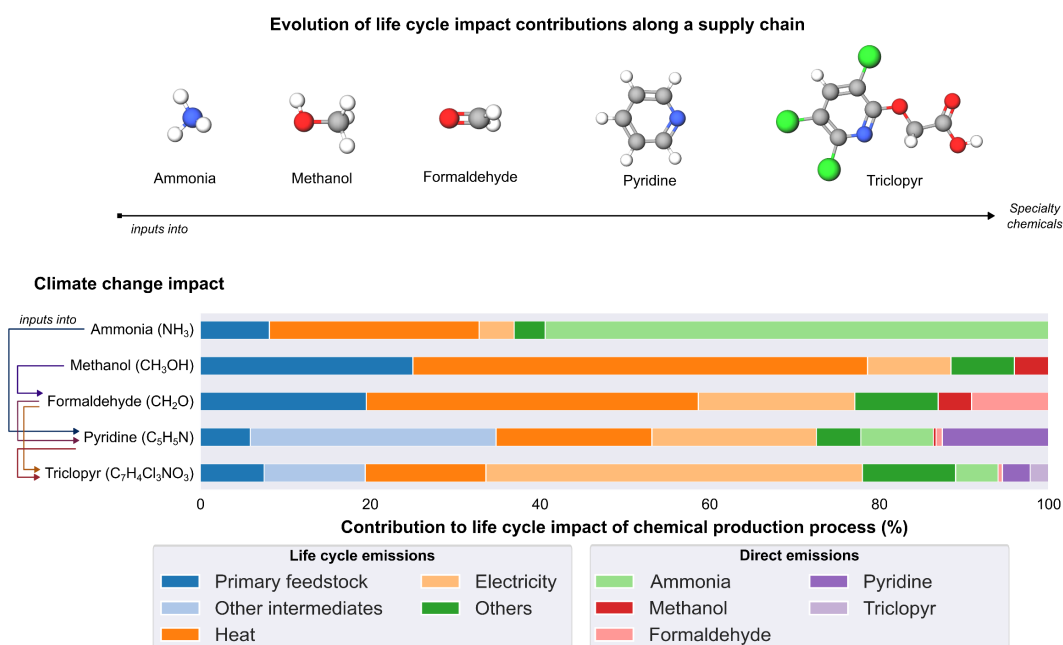 Evolution of life cycle impact contributions along a supply chain
Ammonia
Methanol
Formaldehyde
Pyridine
Triclopyr
inputs into
Specialty
chemicals
Climate change impact
inputs into
Ammonia (NH₃)
Methanol (CH₃OH)
Formaldehyde (CH₂O)
Pyridine (C₅H₅N)
Triclopyr (C₇H₄Cl₃NO₃)
0 20 40 60 80 100
Contribution to life cycle impact of chemical production process (%)
Life cycle emissions
Primary feedstock
Other intermediates
Heat
Electricity
Others
Direct emissions
Ammonia
Methanol
Formaldehyde
Pyridine
Triclopyr